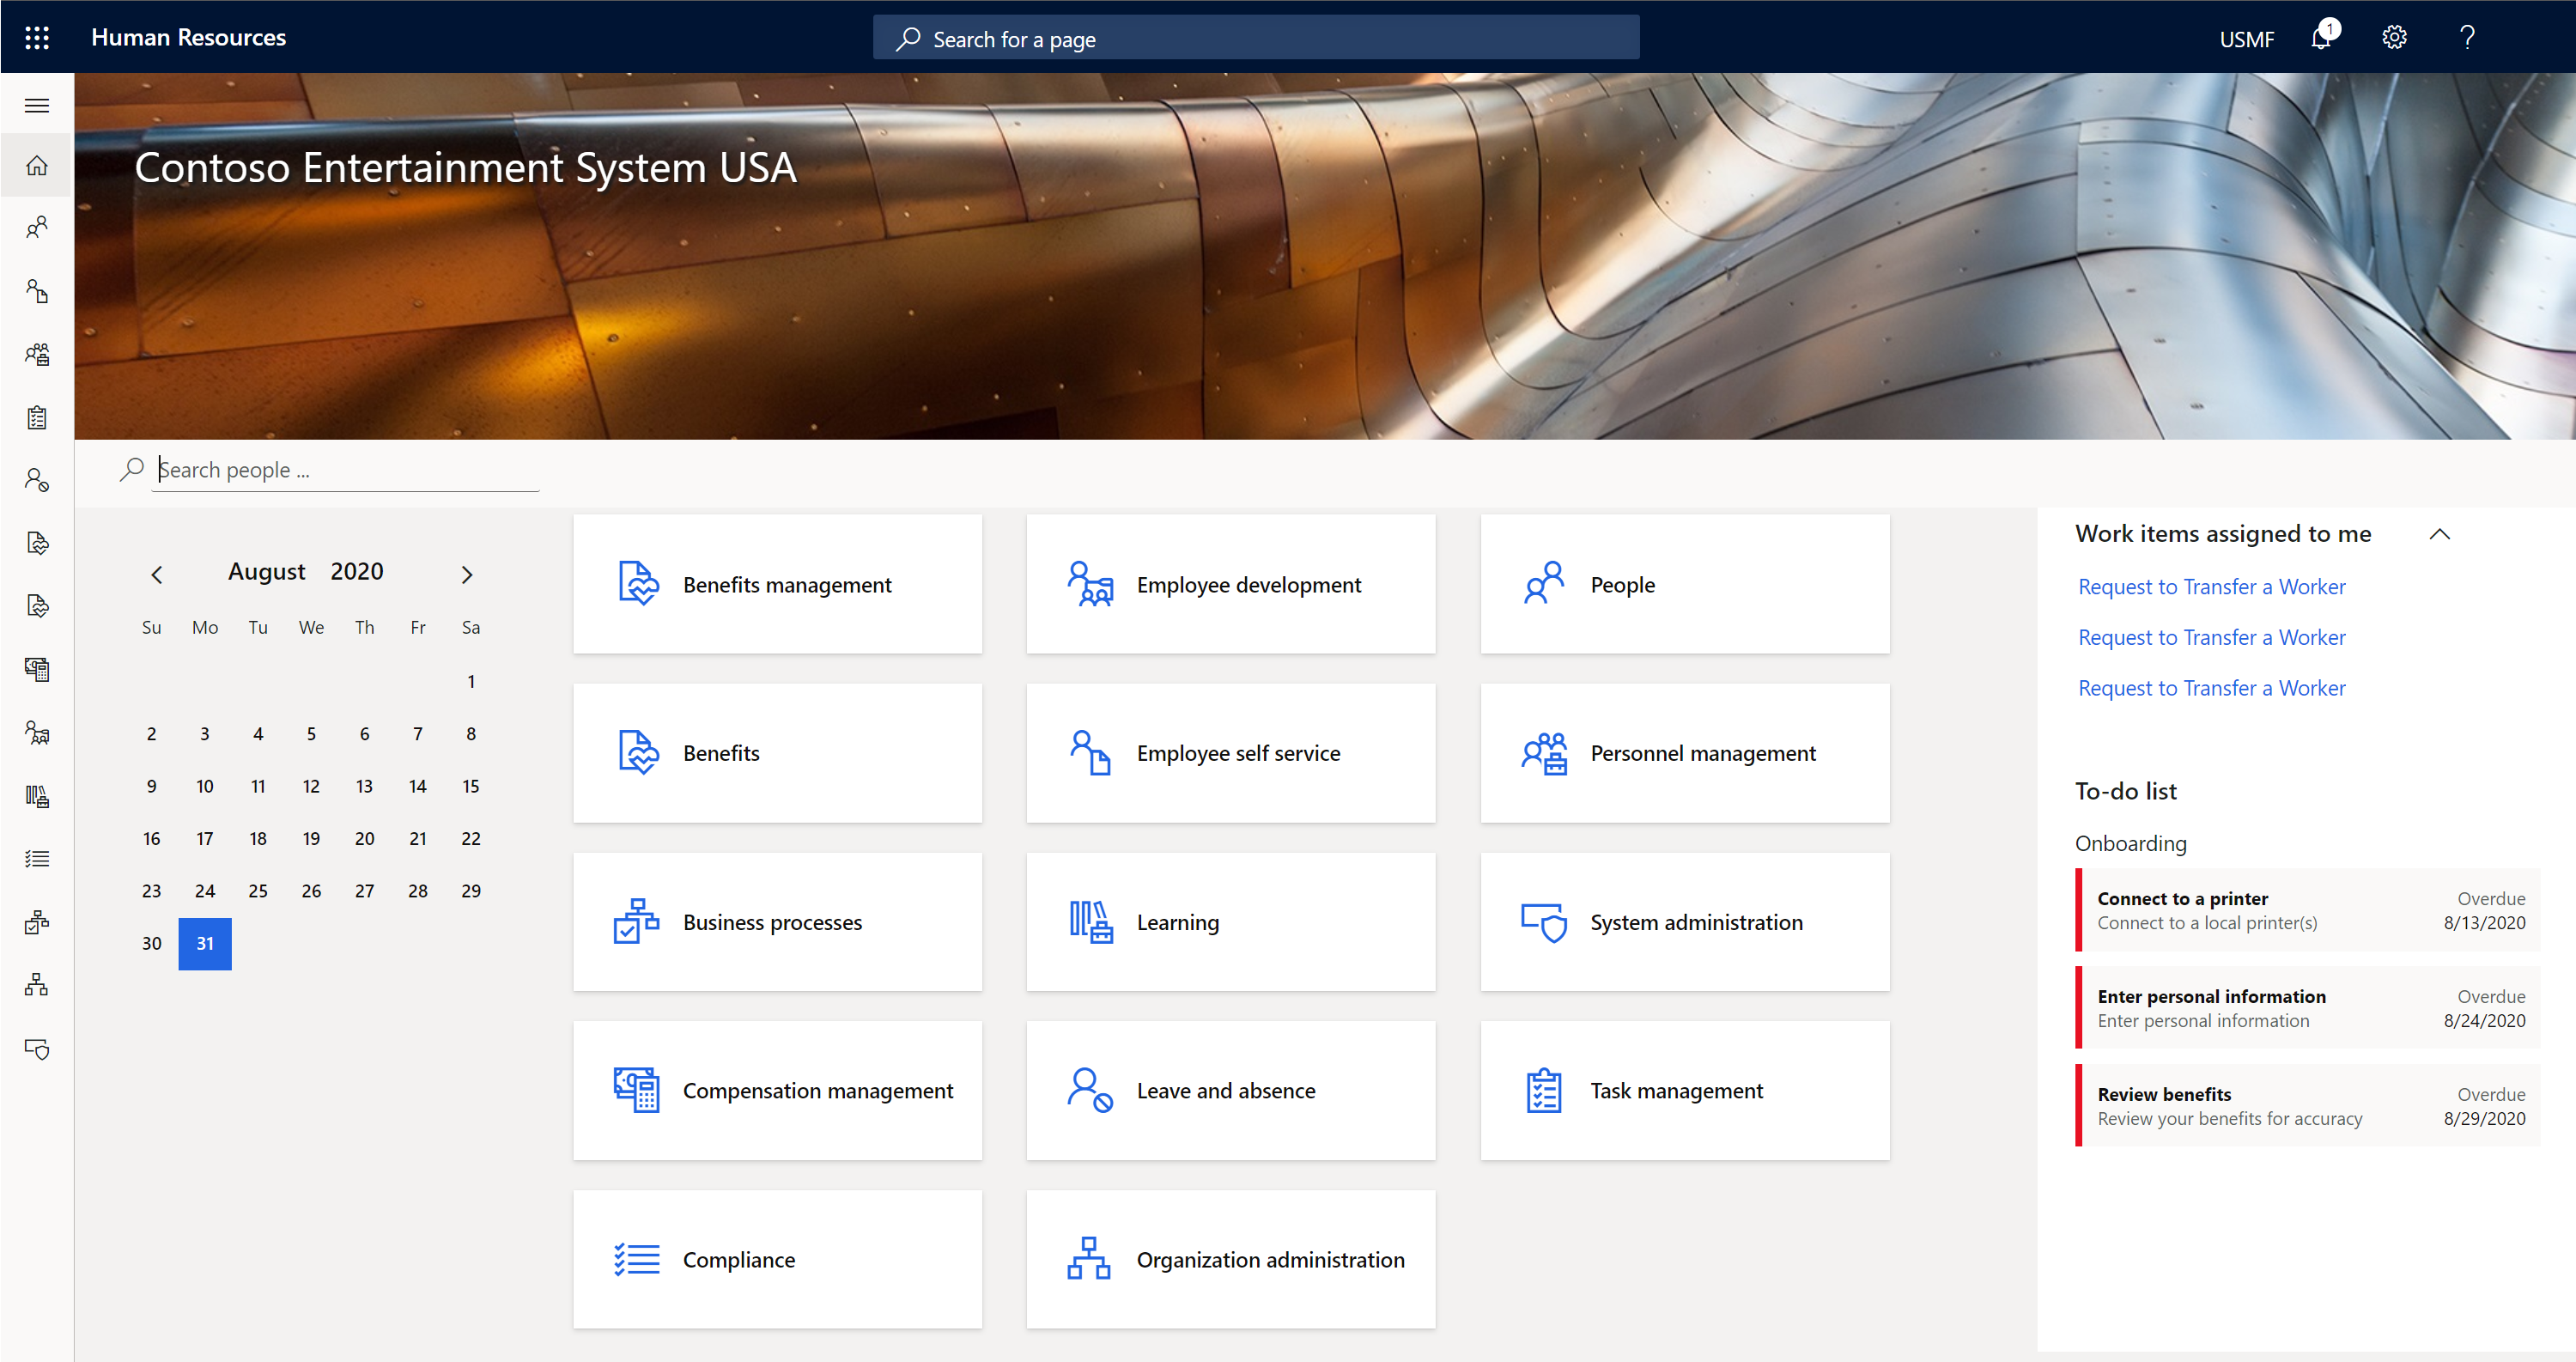 Human Resources
Search for a page
USMF
1
?
Contoso Entertainment System USA
Search people ...
August 2020
Su Mo Tu We Th Fr Sa
1
2 3 4 5 6 7 8
9 10 11 12 13 14 15
16 17 18 19 20 21 22
23 24 25 26 27 28 29
30 31
Benefits management
Employee development
People
Benefits
Employee self service
Personnel management
Business processes
Learning
System administration
Compensation management
Leave and absence
Task management
Compliance
Organization administration
Work items assigned to me
Request to Transfer a Worker
Request to Transfer a Worker
Request to Transfer a Worker
To-do list
Onboarding
Connect to a printer Overdue
Connect to a local printer(s) 8/13/2020
Enter personal information Overdue
Enter personal information 8/24/2020
Review benefits Overdue
Review your benefits for accuracy 8/29/2020